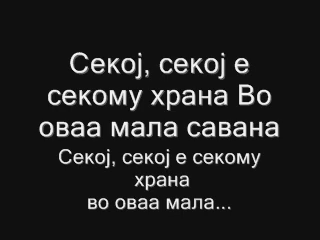 Секој, секој е
секому храна Во
оваа мала савана
Секој, секој е секому
храна
во оваа мала...